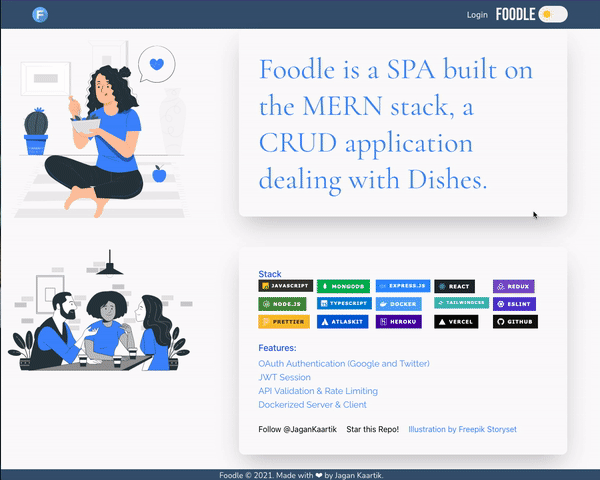 F
Login FOODLE
Foodle is a SPA built on
the MERN stack, a
CRUD application
dealing with Dishes.
Stack
JAVASCRIPT MONGODB EXPRESS.JS REACT REDUX
NODE.JS TYPESCRIPT DOCKER TAILWINDCSS ESLINT
PRETTIER ATLASKIT HEROKU VERCEL GITHUB
Features:
OAuth Authentication (Google and Twitter)
JWT Session
API Validation & Rate Limiting
Dockerized Server & Client
Follow @JaganKaartik Star this Repo! Illustration by Freepik Storyset
Foodle © 2021. Made with ❤ by Jagan Kaartik.